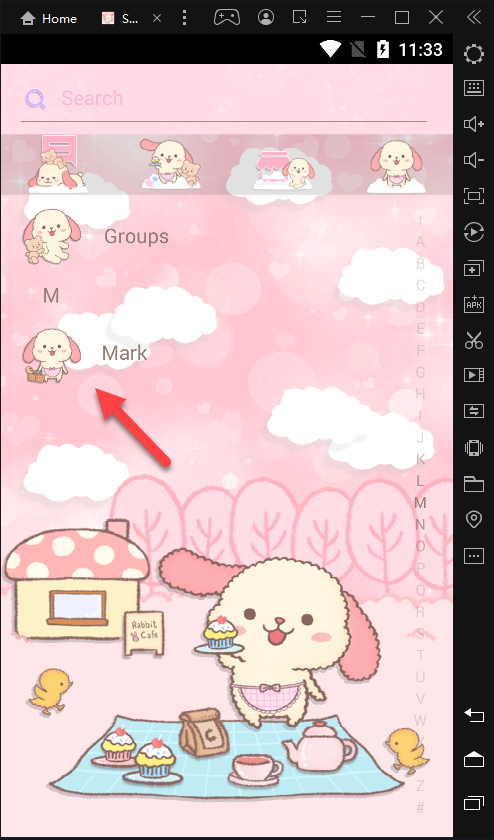 Home
S...
11:33
Search
Groups
M
Mark
↑
A
B
C
D
E
F
G
H
I
J
K
L
M
N
O
P
Q
R
S
T
U
V
W
X
Z
#
Rabbit
Cafe
C
APK